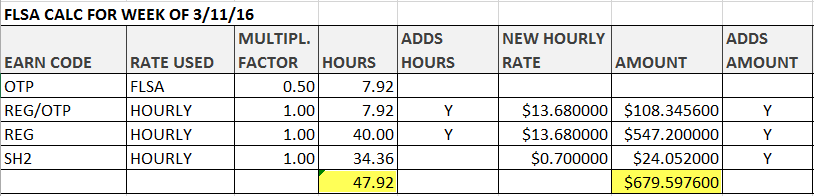 FLSA CALC FOR WEEK OF 3/11/16
MULTIPL. ADDS NEW HOURLY ADDS
EARN CODE RATE USED FACTOR HOURS HOURS RATE AMOUNT AMOUNT
OTP FLSA 0.50 7.92
REG/OTP HOURLY 1.00 7.92 Y $13.680000 $108.345600 Y
REG HOURLY 1.00 40.00 Y $13.680000 $547.200000 Y
SH2 HOURLY 1.00 34.36 $0.700000 $24.052000 Y
47.92 $679.597600